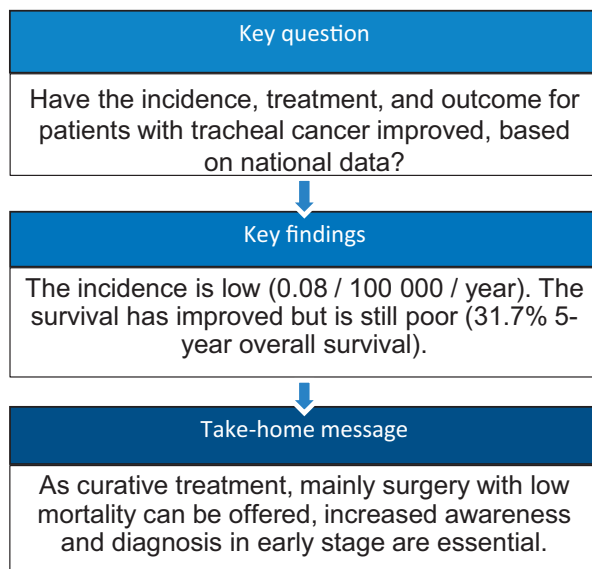 Key question
Have the incidence, treatment, and outcome for
patients with tracheal cancer improved, based
on national data?
Key findings
The incidence is low (0.08 / 100 000 / year). The
survival has improved but is still poor (31.7% 5-
year overall survival).
Take-home message
As curative treatment, mainly surgery with low
mortality can be offered, increased awareness
and diagnosis in early stage are essential.